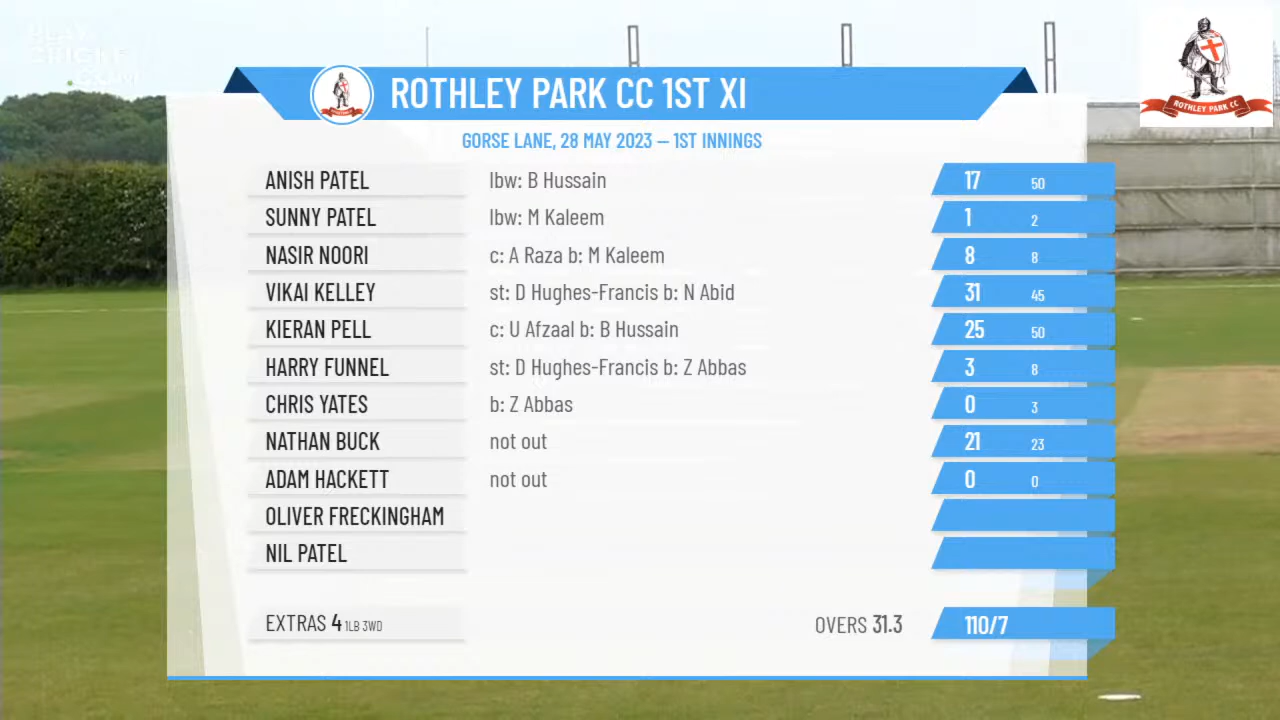 PLAY-
CRICKET
.COM
ROTHLEY PARK CC
ROTHLEY PARK CC 1ST XI
GORSE LANE, 28 MAY 2023 – 1ST INNINGS
ANISH PATEL lbw: B Hussain 17 50
SUNNY PATEL lbw: M Kaleem 1 2
NASIR NOORI c: A Raza b: M Kaleem 8 8
VIKAI KELLEY st: D Hughes-Francis b: N Abid 31 45
KIERAN PELL c: U Afzaal b: B Hussain 25 50
HARRY FUNNEL st: D Hughes-Francis b: Z Abbas 3 8
CHRIS YATES b: Z Abbas 0 3
NATHAN BUCK not out 21 23
ADAM HACKETT not out 0 0
OLIVER FRECKINGHAM
NIL PATEL
EXTRAS 4 1LB 3WD OVERS 31.3 110/7